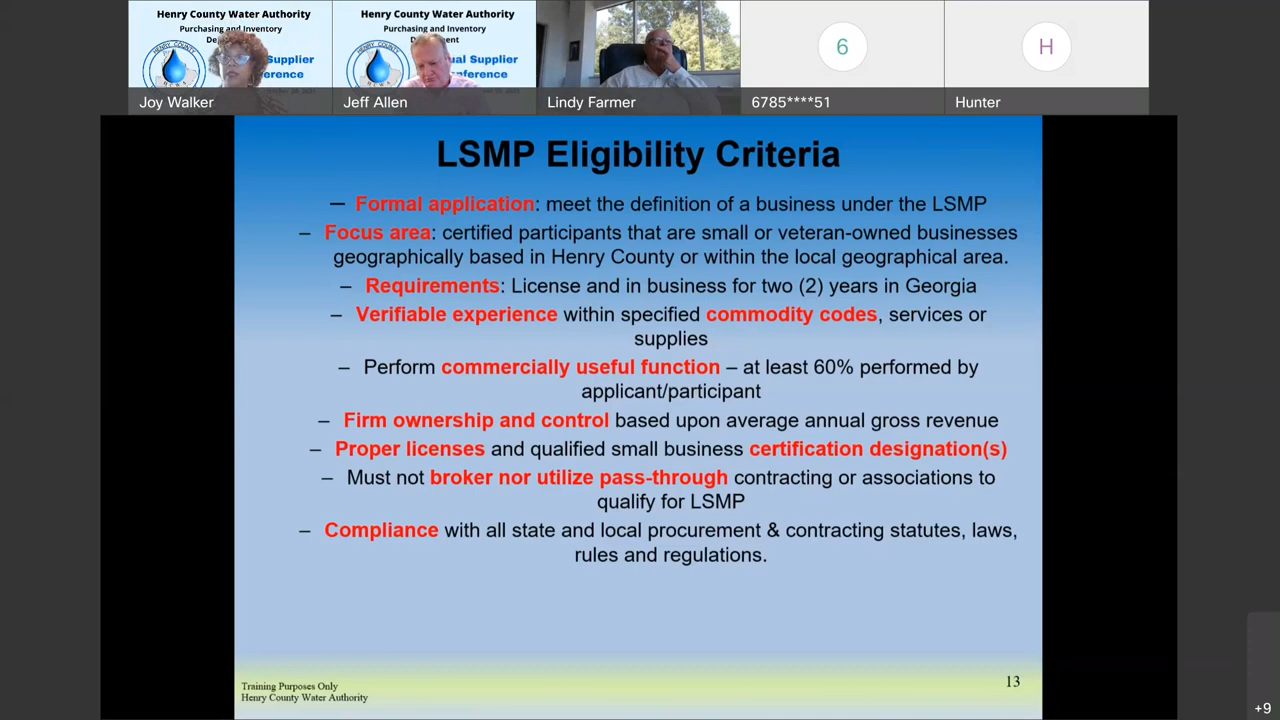 Henry County Water Authority
Purchasing and Inventory
De
Supplier
erence
Joy Walker
Henry County Water Authority
Purchasing and Inventory
ment
ual Supplier
nference
Jeff Allen
Lindy Farmer
6
6785****51
H
Hunter
LSMP Eligibility Criteria
– Formal application: meet the definition of a business under the LSMP
– Focus area: certified participants that are small or veteran-owned businesses
geographically based in Henry County or within the local geographical area.
– Requirements: License and in business for two (2) years in Georgia
– Verifiable experience within specified commodity codes, services or
supplies
– Perform commercially useful function – at least 60% performed by
applicant/participant
– Firm ownership and control based upon average annual gross revenue
– Proper licenses and qualified small business certification designation(s)
– Must not broker nor utilize pass-through contracting or associations to
qualify for LSMP
– Compliance with all state and local procurement & contracting statutes, laws,
rules and regulations.
Training Purposes Only
Henry County Water Authority
13
+9